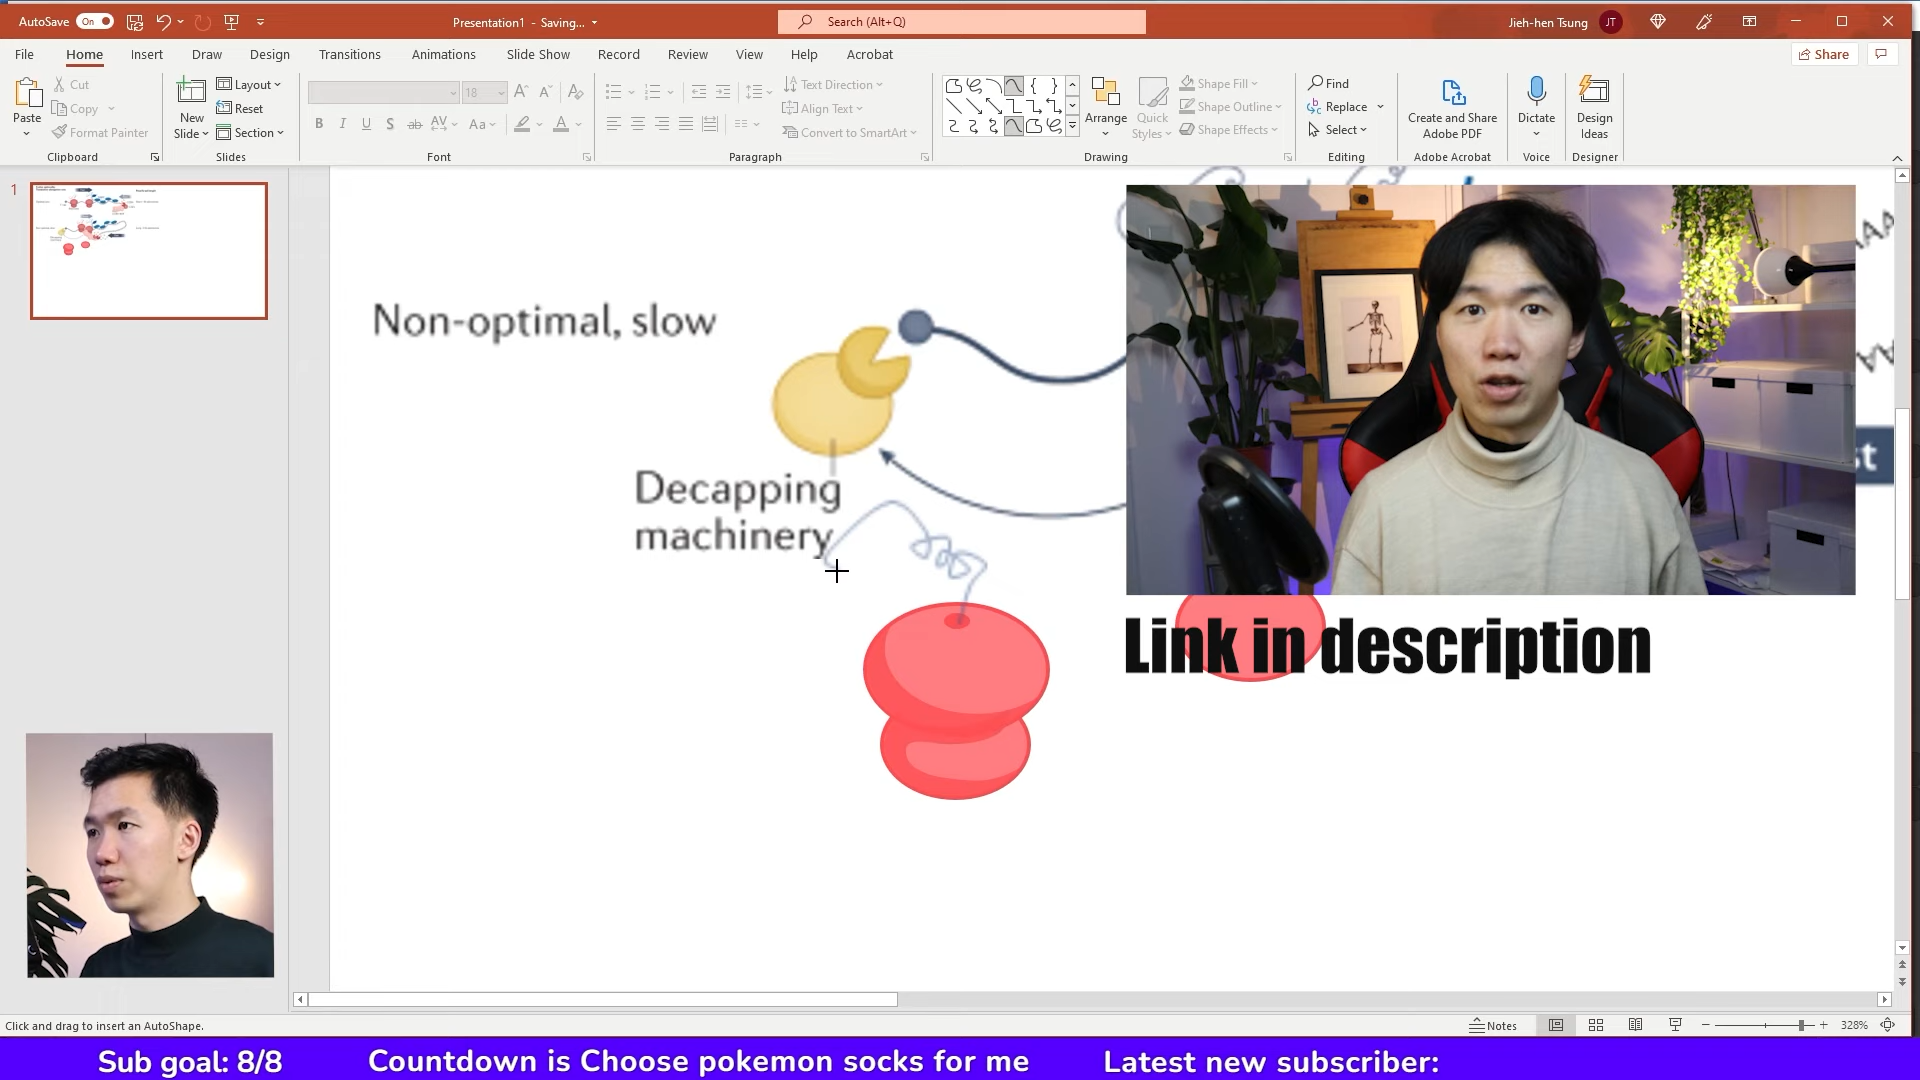 AutoSave On Presentation1 - Saving... Search (Alt+Q) Jieh-hen Tsung JT
File Home Insert Draw Design Transitions Animations Slide Show Record Review View Help Acrobat Share
Paste
Cut
Copy
Format Painter
Clipboard
New
Slide
Layout
Reset
Section
Slides
18
B I U S ab AV Aa A
Font
Text Direction
Align Text
Convert to SmartArt
Paragraph
Arrange
Quick
Styles
Shape Fill
Shape Outline
Shape Effects
Drawing
Find
Replace
Select
Editing
Create and Share
Adobe PDF
Adobe Acrobat
Dictate
Voice
Design
Ideas
Designer
1
Non-optimal, slow
Decapping
machinery
st
Link in description
Click and drag to insert an AutoShape. Notes 328%
Sub goal: 8/8 Countdown is Choose pokemon socks for me Latest new subscriber: